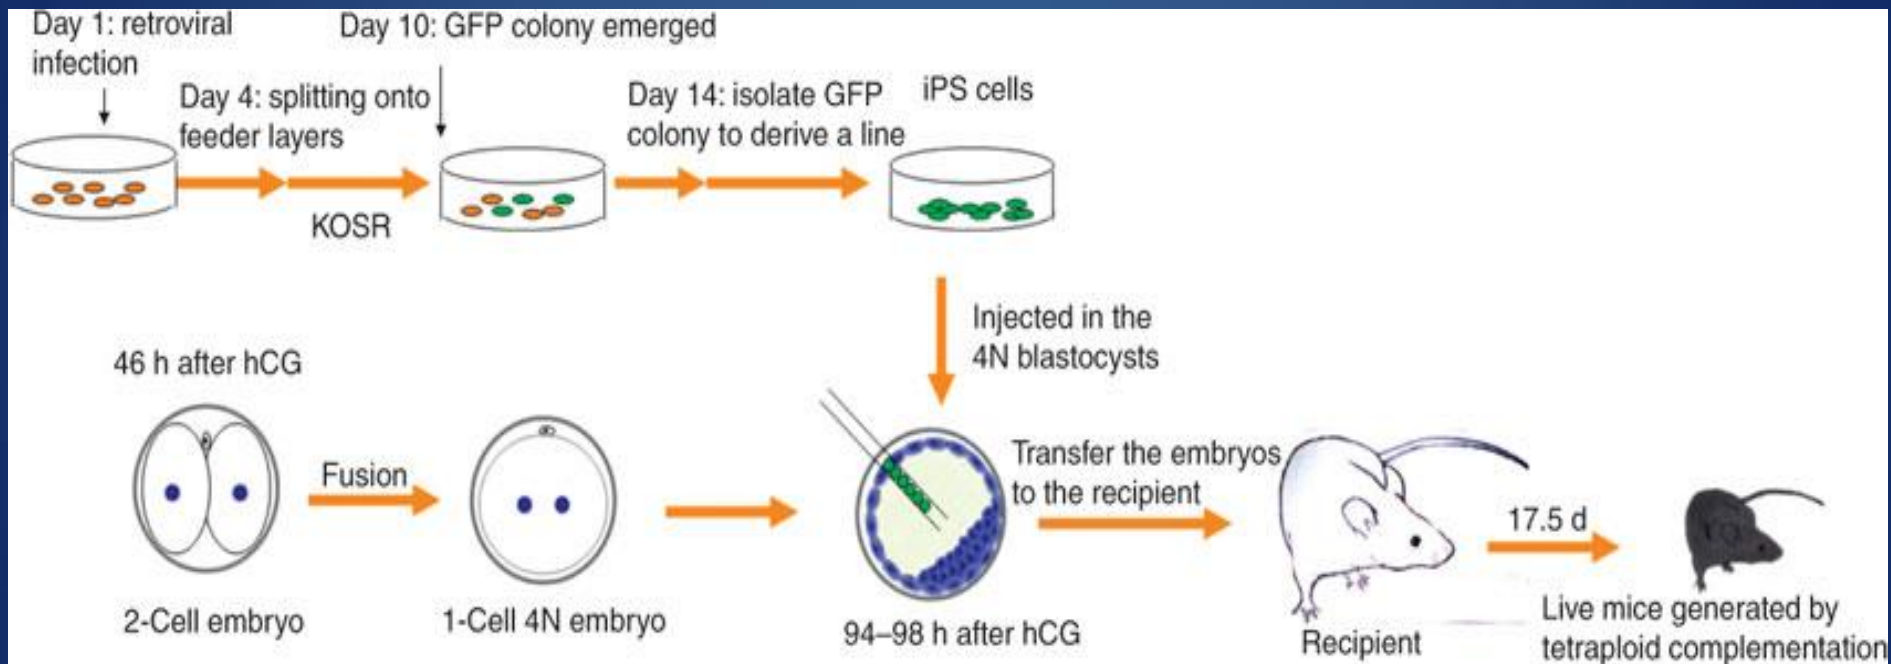 Day 1: retroviral
infection
Day 10: GFP colony emerged
Day 4: splitting onto
feeder layers
KOSR
Day 14: isolate GFP
colony to derive a line
iPS cells
Injected in the
4N blastocysts
46 h after hCG
Fusion
2-Cell embryo
1-Cell 4N embryo
94–98 h after hCG
Transfer the embryos
to the recipient
Recipient
17.5 d
Live mice generated by
tetraploid complementation